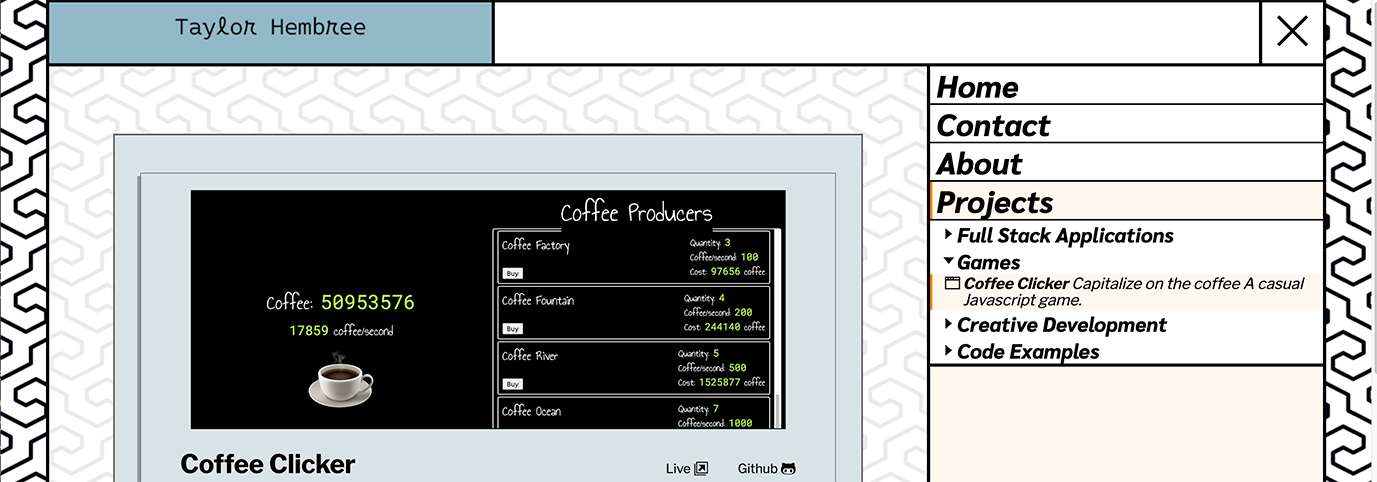 Taylor Hembree
Home
Contact
About
Projects
Full Stack Applications
Games
Coffee Clicker Capitalize on the coffee A casual
Javascript game.
Creative Development
Code Examples
Coffee: 50953576
17859 coffee/second
Coffee Producers
Coffee Factory
Quantity: 3
Coffee/second: 100
Buy
Cost: 97656 coffee
Coffee Fountain
Quantity: 4
Coffee/second: 200
Buy
Cost: 244140 coffee
Coffee River
Quantity: 5
Coffee/second: 500
Buy
Cost: 1525877 coffee
Coffee Ocean
Quantity: 7
Coffee/second: 1000
Coffee Clicker
Live
Github